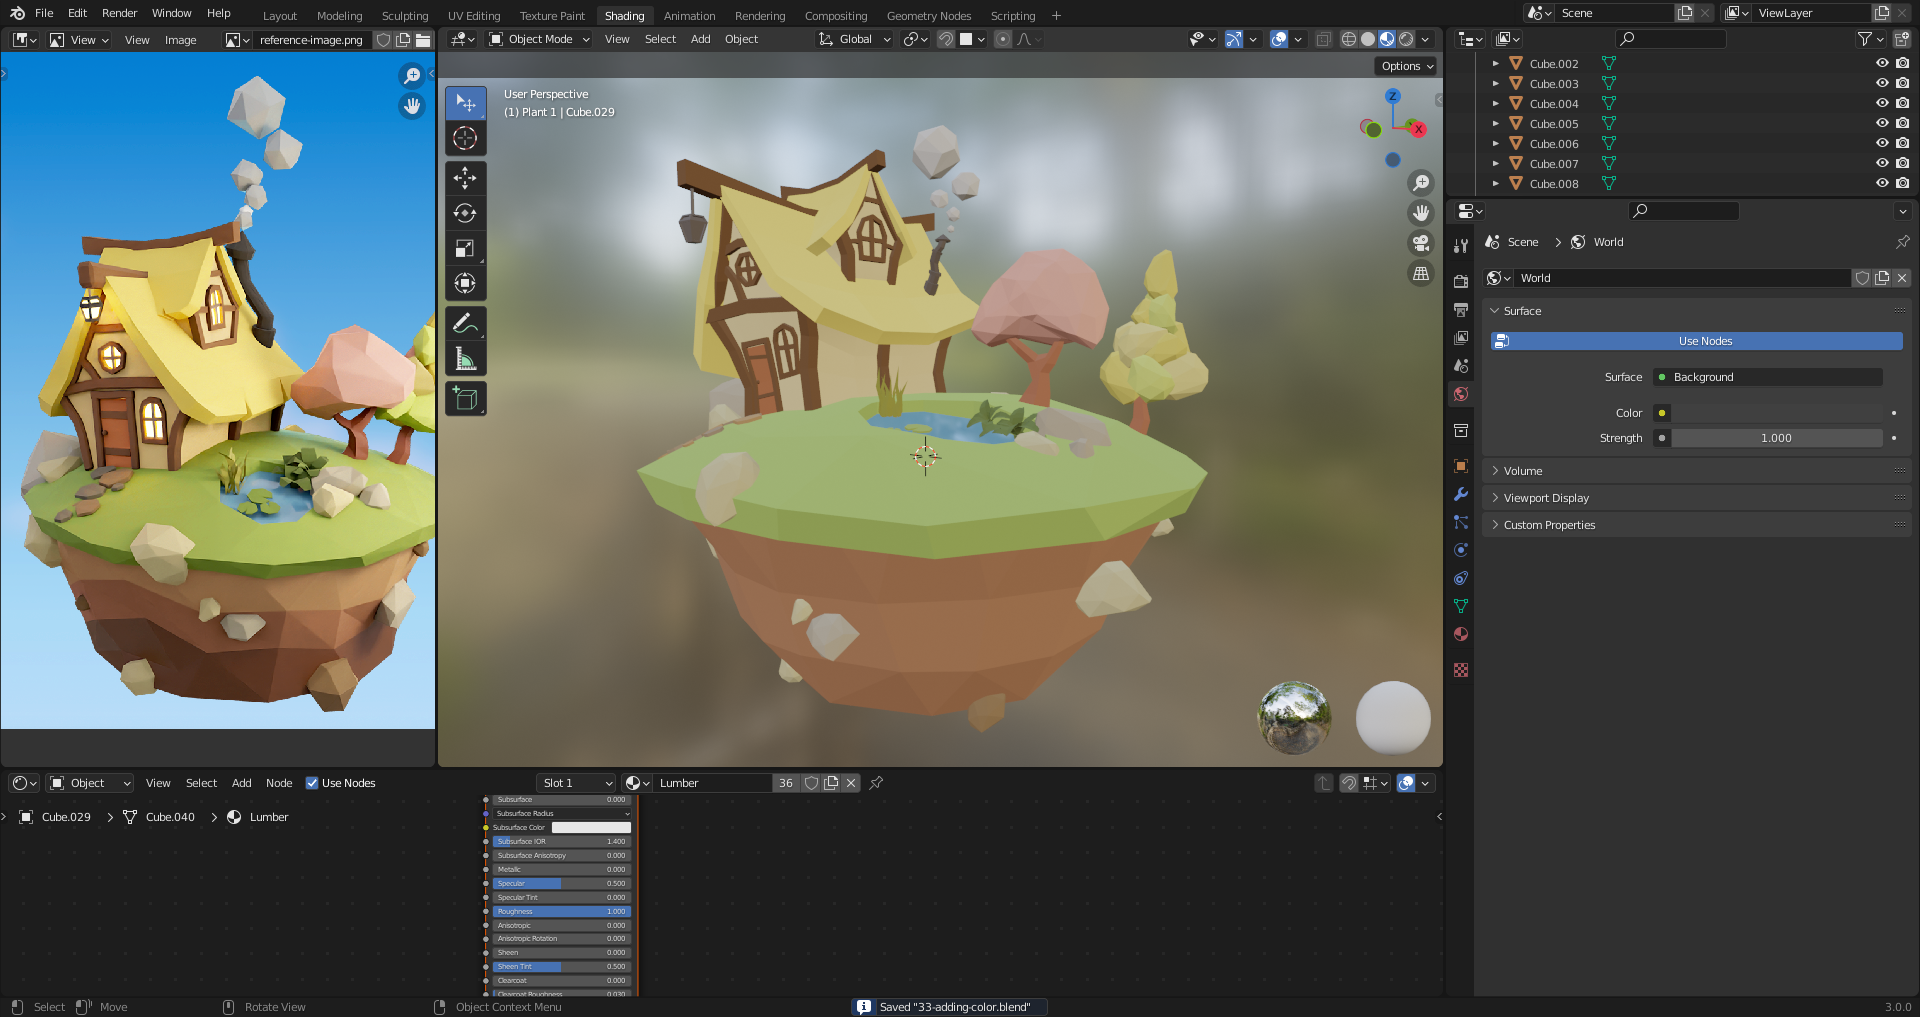 File Edit Render Window Help Layout Modeling Sculpting UV Editing Texture Paint Shading Animation Rendering Compositing Geometry Nodes Scripting + Scene ViewLayer
View View Image reference-image.png Object Mode View Select Add Object Global
Options
User Perspective
(1) Plant 1 | Cube.029
Z
X
Cube.002
Cube.003
Cube.004
Cube.005
Cube.006
Cube.007
Cube.008
Scene > World
World
Surface
Use Nodes
Surface Background
Color
Strength 1.000
Volume
Viewport Display
Custom Properties
Object View Select Add Node Use Nodes Slot 1 Lumber 36
Cube.029 > Cube.040 > Lumber
Subsurface 0.000
Subsurface Radius
Subsurface Color
Subsurface IOR 1.400
Subsurface Anisotropy 0.000
Metallic 0.000
Specular 0.500
Specular Tint 0.000
Roughness 1.000
Anisotropic 0.000
Anisotropic Rotation 0.000
Sheen 0.000
Sheen Tint 0.500
Clearcoat 0.000
Clearcoat Roughness 0.030
Select Move Rotate View Object Context Menu Saved "33-adding-color.blend" 3.0.0